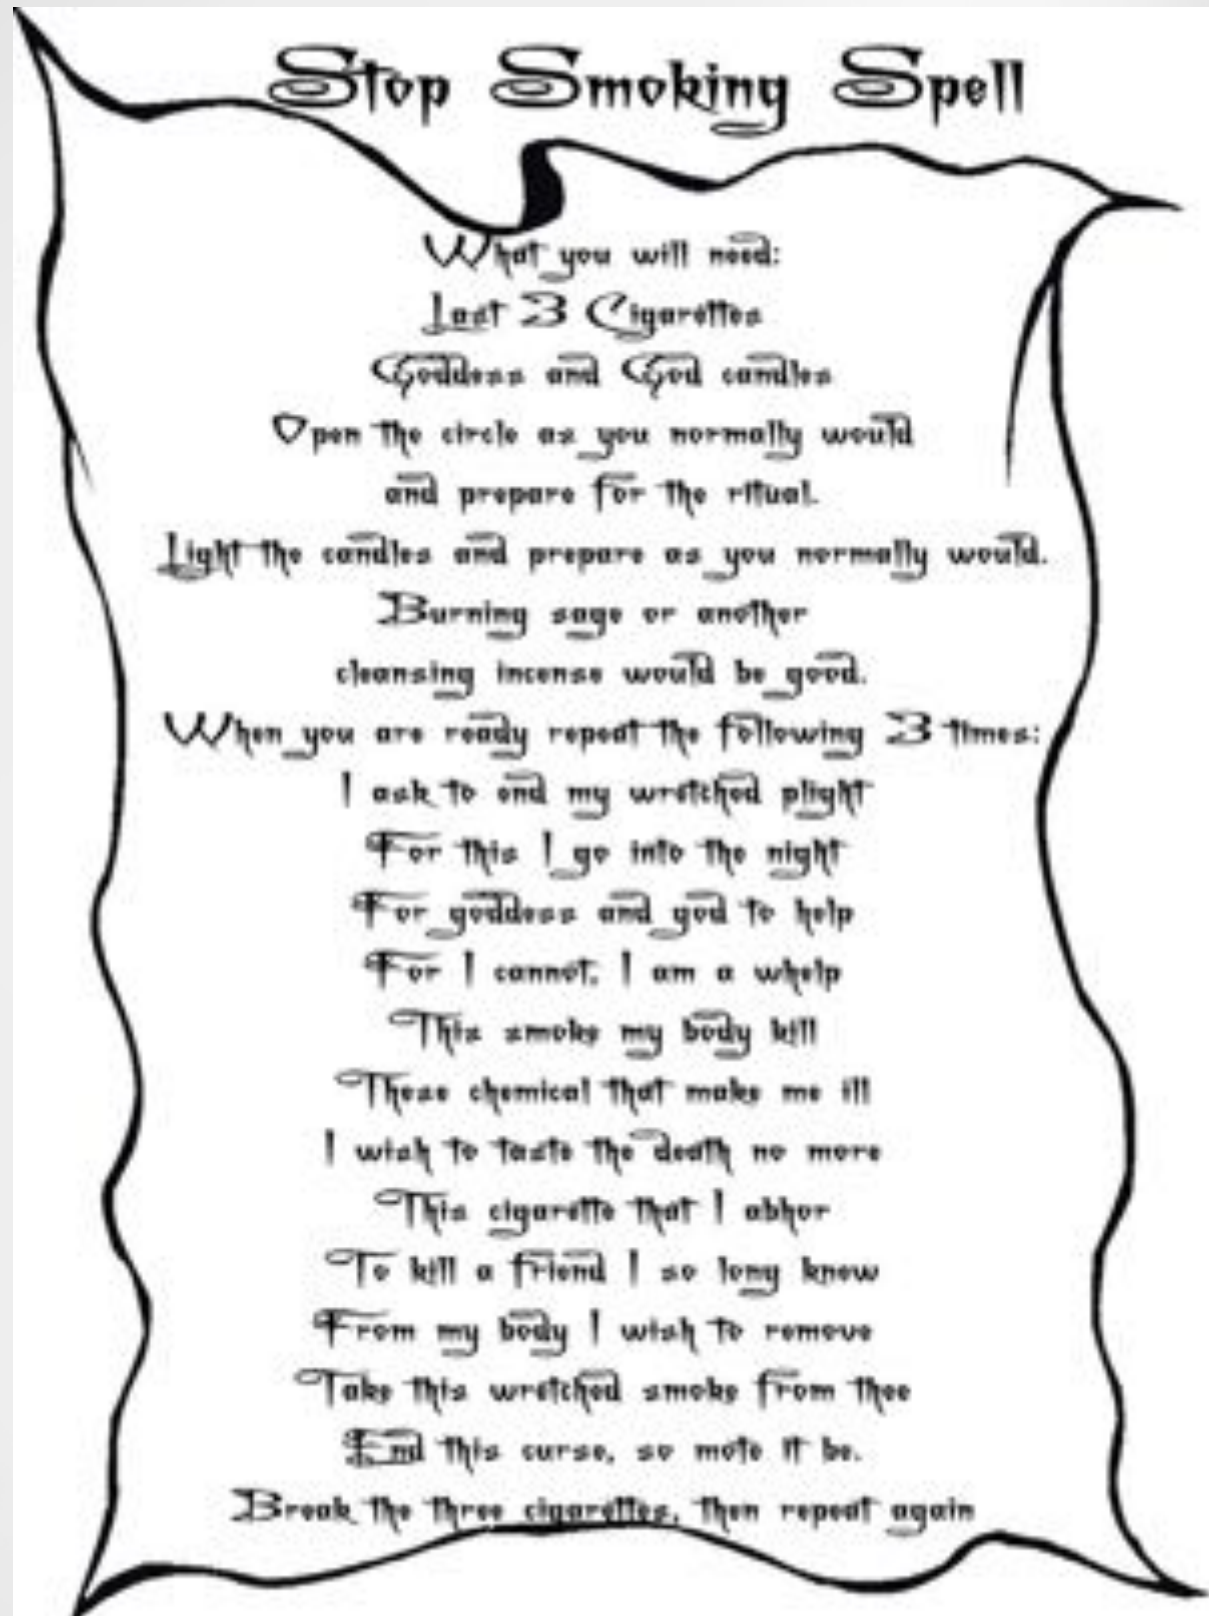 Stop Smoking Spell
What you will need:
Last 3 Cigarettes
Goddess and God candles
Open the circle as you normally would
and prepare for the ritual.
Light the candles and prepare as you normally would.
Burning sage or another
cleansing incense would be good.
When you are ready repeat the following 3 times:
I ask to end my wretched plight
For this I go into the night
For goddess and god to help
For I cannot, I am a whelp
This smoke my body kill
These chemical that make me ill
I wish to taste the death no more
This cigarette that I abhor
To kill a friend I so long knew
From my body I wish to remove
Take this wretched smoke from thee
End this curse, so mote it be.
Break the three cigarettes, then repeat again